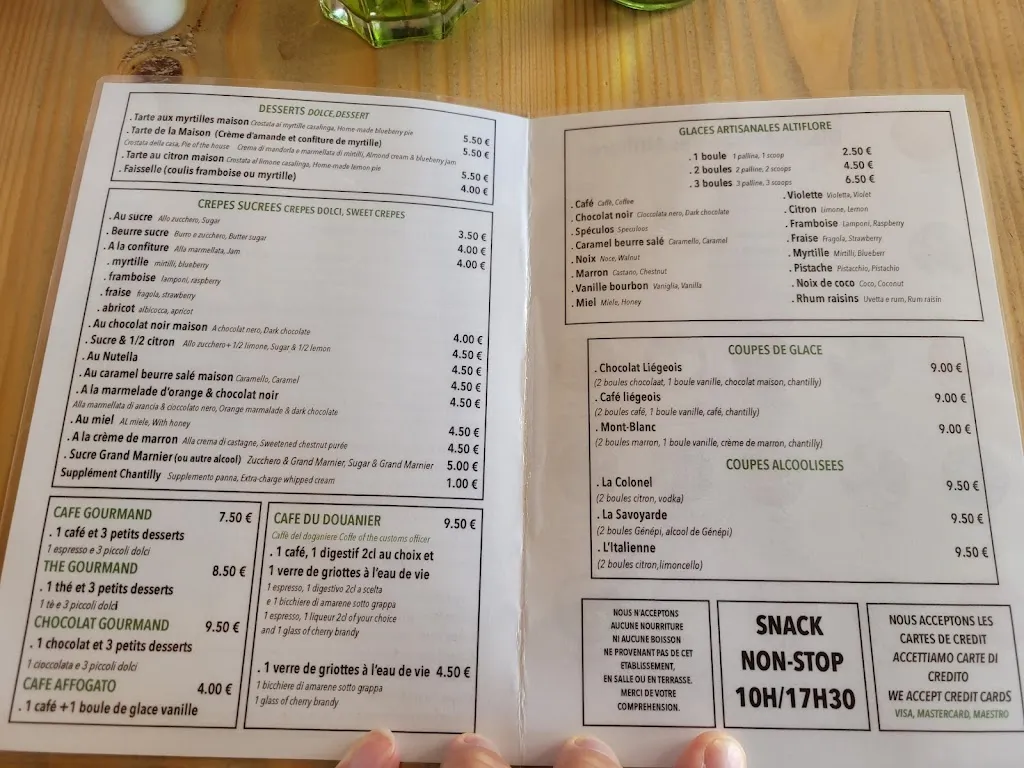 DESSERTS DOLCE, DESSERT
. Tarte aux myrtilles maison Crostata al myrtille casalinga, Home-made blueberry pie 5.50 €
. Tarte de la Maison (Crème d'amande et confiture de myrtille) 5.50 €
Crostata della casa, Pie of the house Crema di mandorla e marmellata di mirtilli, Almond cream & blueberry jam
. Tarte au citron maison Crostata al limone casalinga, Home-made lemon pie 5.50 €
. Faisselle (coulis framboise ou myrtille) 4.00 €
CREPES SUCREES CREPES DOLCI, SWEET CREPES
. Au sucre Allo zucchero, Sugar 3.50 €
. Beurre sucre Burro e zucchero, Butter sugar 4.00 €
. A la confiture Alla marmellata, Jam 4.00 €
. myrtille mirtilli, blueberry
. framboise lamponi, raspberry
. fraise fragola, strawberry
. abricot albicocca, apricot
. Au chocolat noir maison A chocolat nero, Dark chocolate 4.00 €
. Sucre & 1/2 citron Allo zucchero+ 1/2 limone, Sugar & 1/2 lemon 4.50 €
. Au Nutella 4.50 €
. Au caramel beurre salé maison Caramello, Caramel 4.50 €
. A la marmelade d'orange & chocolat noir
Alla marmellata di arancia & cioccolato nero, Orange marmalade & dark chocolate 4.50 €
. Au miel AL miele, With honey 4.50 €
. A la crème de marron Alla crema di castagne, Sweetened chestnut purée
. Sucre Grand Marnier (ou autre alcool) Zucchero & Grand Marnier, Sugar & Grand Marnier 5.00 €
Supplément Chantilly Supplemento panna, Extra-charge whipped cream 1.00 €
CAFE GOURMAND 7.50 €
. 1 café et 3 petits desserts
1 espresso e 3 piccoli dolci
THE GOURMAND 8.50 €
. 1 thé et 3 petits desserts
1 tè e 3 piccoli dolci
CHOCOLAT GOURMAND 9.50 €
. 1 chocolat et 3 petits desserts
1 cioccolata e 3 piccoli dolci
CAFE AFFOGATO 4.00 €
. 1 café +1 boule de glace vanille
CAFE DU DOUANIER 9.50 €
Caffè del doganiere Coffe of the customs officer
. 1 café, 1 digestif 2cl au choix et
1 verre de griottes à l'eau de vie
1 espresso, 1 digestivo 2cl a scelta
e 1 bicchiere di amarene sotto grappa
1 espresso, 1 liqueur 2cl of your choice
and 1 glass of cherry brandy
. 1 verre de griottes à l'eau de vie 4.50 €
1 bicchiere di amarene sotto grappa
1 glass of cherry brandy
GLACES ARTISANALES ALTIFLORE
. 1 boule 1 pallina, 1 scoop 2.50 €
. 2 boules 2 palline, 2 scoops 4.50 €
. 3 boules 3 palline, 3 scoops 6.50 €
. Café Caffè, Coffee
. Chocolat noir Cioccolata nero, Dark chocolate
. Spéculos Speculoos
. Caramel beurre salé Caramello, Caramel
. Noix Noce, Walnut
. Marron Castano, Chestnut
. Vanille bourbon Vaniglia, Vanilla
. Miel Miele, Honey
. Violette Violetta, Violet
. Citron Limone, Lemon
. Framboise Lamponi, Raspberry
. Fraise Fragola, Strawberry
. Myrtille Mirtilli, Blueberr
. Pistache Pistacchio, Pistachio
. Noix de coco Coco, Coconut
. Rhum raisins Uvetta e rum, Rum raisin
COUPES DE GLACE
. Chocolat Liégeois 9.00 €
(2 boules chocolaat, 1 boule vanille, chocolat maison, chantilly)
. Café liégeois 9.00 €
(2 boules café, 1 boule vanille, café, chantilly)
. Mont-Blanc 9.00 €
(2 boules marron, 1 boule vanille, crème de marron, chantilly)
COUPES ALCOOLISEES
. La Colonel 9.50 €
(2 boules citron, vodka)
. La Savoyarde 9.50 €
(2 boules Génépi, alcool de Génépi)
. L'Italienne 9.50 €
(2 boules citron,limoncello)
NOUS N'ACCEPTONS
AUCUNE NOURRITURE
NI AUCUNE BOISSON
NE PROVENANT PAS DE CET
ETABLISSEMENT,
EN SALLE OU EN TERRASSE.
MERCI DE VOTRE
COMPREHENSION.
SNACK
NON-STOP
10H/17H30
NOUS ACCEPTONS LES
CARTES DE CREDIT
ACCETTIAMO CARTE DI
CREDITO
WE ACCEPT CREDIT CARDS
VISA, MASTERCARD, MAESTRO